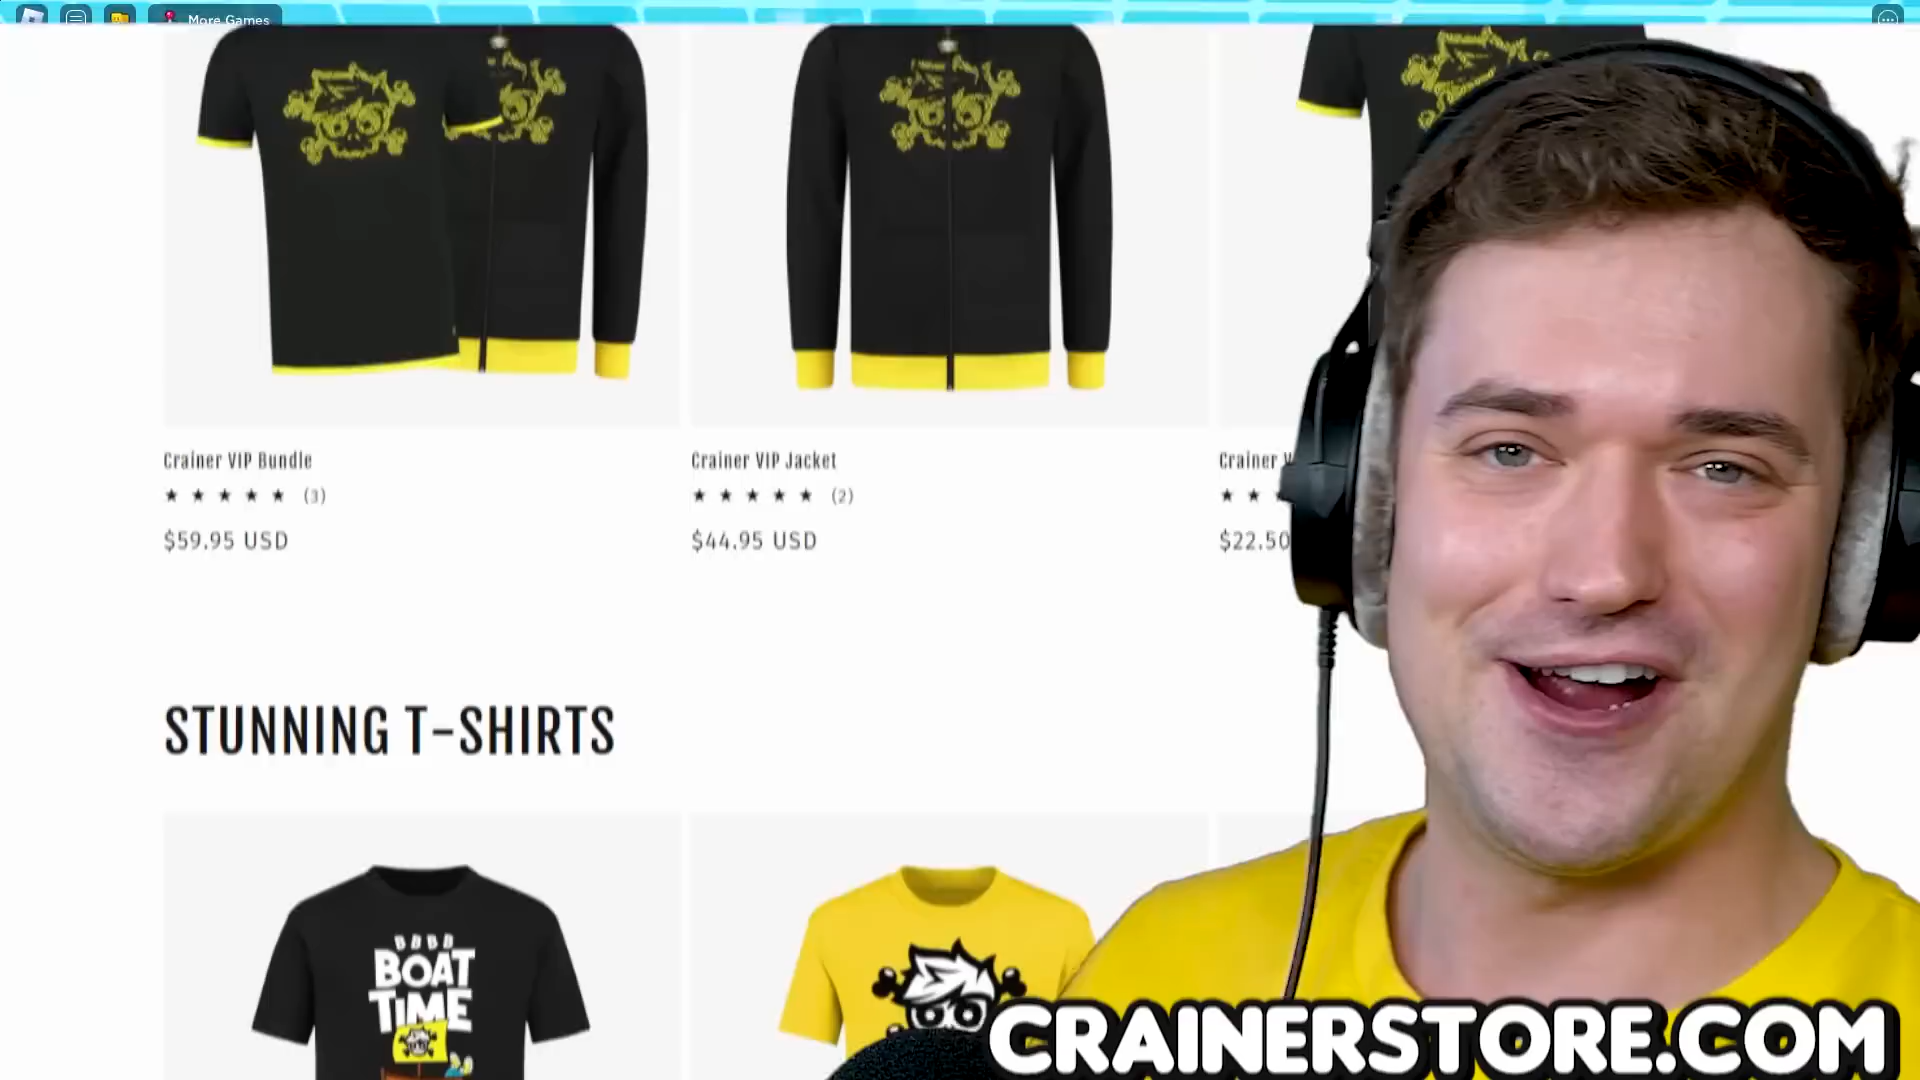 More Games
Crainer VIP Bundle
★ ★ ★ ★ ★ (3)
$59.95 USD
Crainer VIP Jacket
★ ★ ★ ★ ★ (2)
$44.95 USD
Crainer V
★ ★
$22.50
STUNNING T-SHIRTS
BBBB
BOAT
TIME
CRAINERSTORE.COM